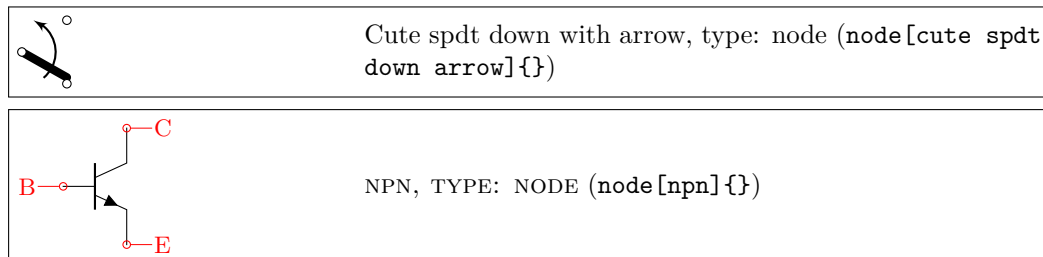 Cute spdt down with arrow, type: node (node[cute spdt
down arrow]{})
C
B
NPN, TYPE: NODE (node[npn]{})
E